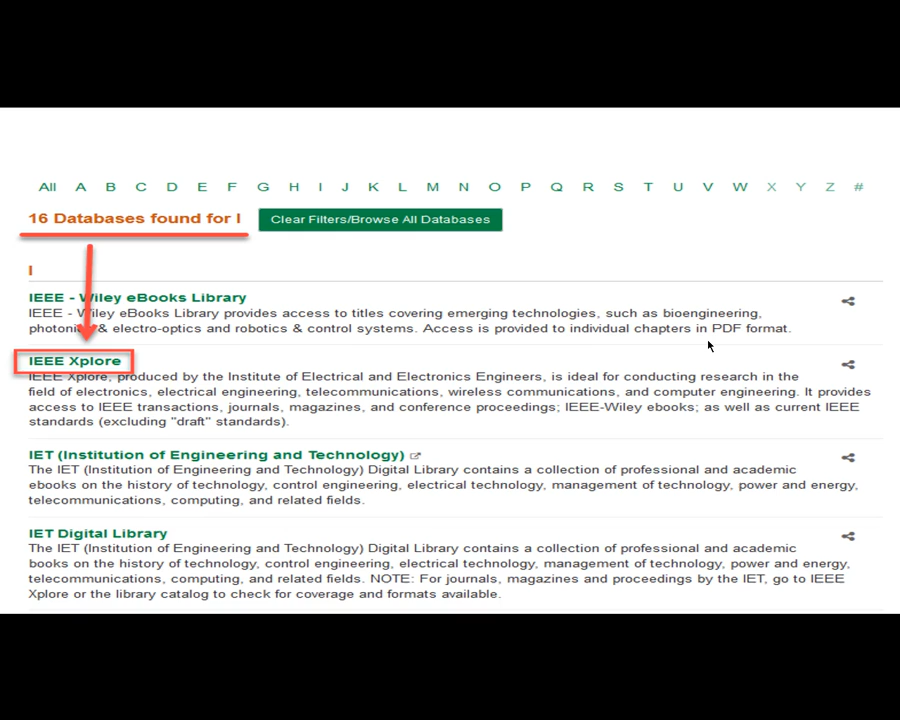 All A B C D E F G H I J K L M N O P Q R S T U V W X Y Z #
16 Databases found for I Clear Filters/Browse All Databases
I
IEEE - Wiley eBooks Library
IEEE - Wiley eBooks Library provides access to titles covering emerging technologies, such as bioengineering,
photonics & electro-optics and robotics & control systems. Access is provided to individual chapters in PDF format.
IEEE Xplore
IEEE Xplore, produced by the Institute of Electrical and Electronics Engineers, is ideal for conducting research in the
field of electronics, electrical engineering, telecommunications, wireless communications, and computer engineering. It provides
access to IEEE transactions, journals, magazines, and conference proceedings; IEEE-Wiley ebooks; as well as current IEEE
standards (excluding "draft" standards).
IET (Institution of Engineering and Technology)
The IET (Institution of Engineering and Technology) Digital Library contains a collection of professional and academic
ebooks on the history of technology, control engineering, electrical technology, management of technology, power and energy,
telecommunications, computing, and related fields.
IET Digital Library
The IET (Institution of Engineering and Technology) Digital Library contains a collection of professional and academic
books on the history of technology, control engineering, electrical technology, management of technology, power and energy,
telecommunications, computing, and related fields. NOTE: For journals, magazines and proceedings by the IET, go to IEEE
Xplore or the library catalog to check for coverage and formats available.